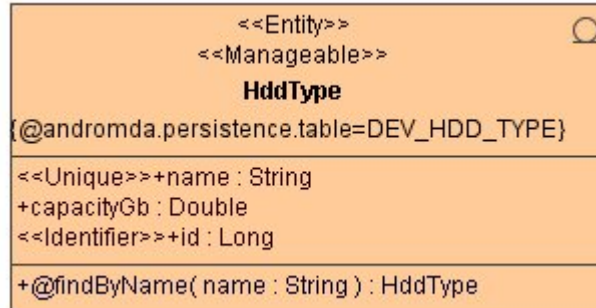 <<Entity>>
<<Manageable>>
HddType
{@andromda.persistence.table=DEV_HDD_TYPE}
<<Unique>>+name : String
+capacityGb : Double
<<Identifier>>+id : Long
+@findByName( name : String ) : HddType